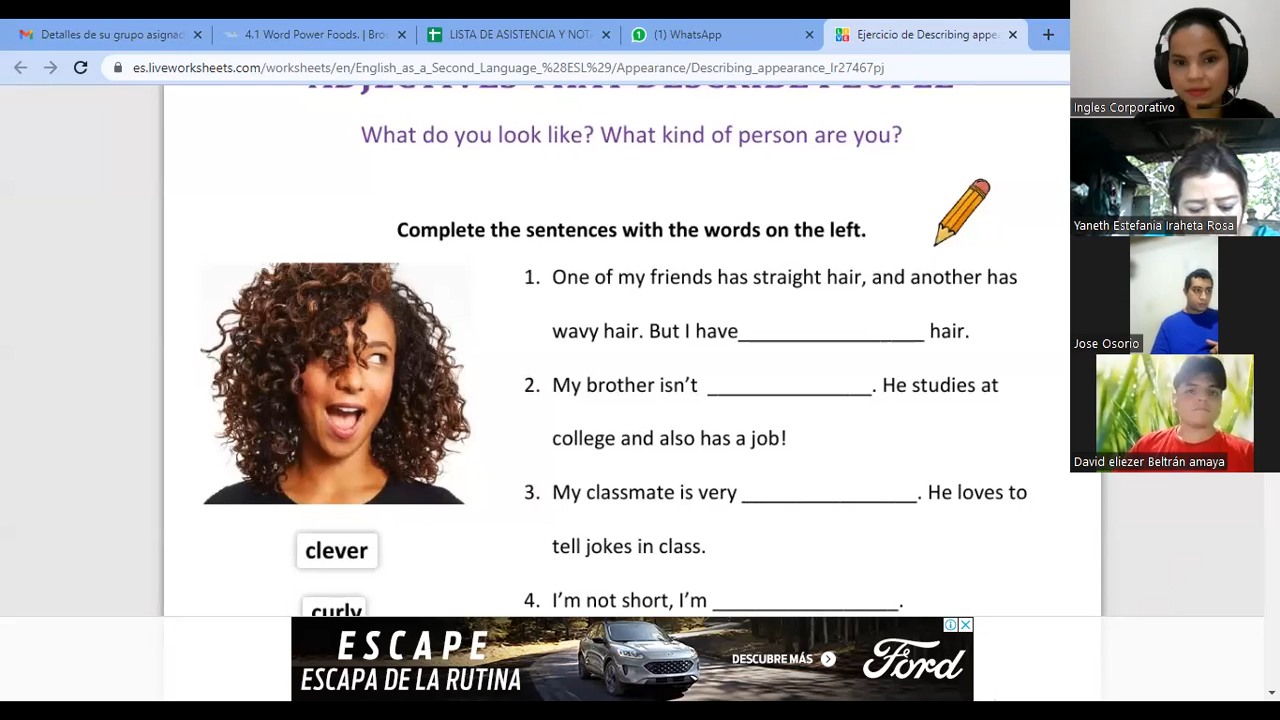 Detalles de su grupo asigna
4.1 Word Power Foods. | Bro
LISTA DE ASISTENCIA Y NOT
(1) WhatsApp
Ejercicio de Describing appe
es.liveworksheets.com/worksheets/en/English_as_a_Second_Language_%28ESL%29/Appearance/Describing_appearance_lr27467pj
ADJECTIVES THAT DESCRIBE PEOPLE
What do you look like? What kind of person are you?
Complete the sentences with the words on the left.
1. One of my friends has straight hair, and another has
wavy hair. But I have__________________ hair.
2. My brother isn't ________________. He studies at
college and also has a job!
3. My classmate is very _________________. He loves to
tell jokes in class.
4. I'm not short, I'm __________________.
clever
curly
ESCAPE
ESCAPA DE LA RUTINA
DESCUBRE MÁS
Ford
Ingles Corporativo
Yaneth Estefania Iraheta Rosa
Jose Osorio
David eliezer Beltrán amaya